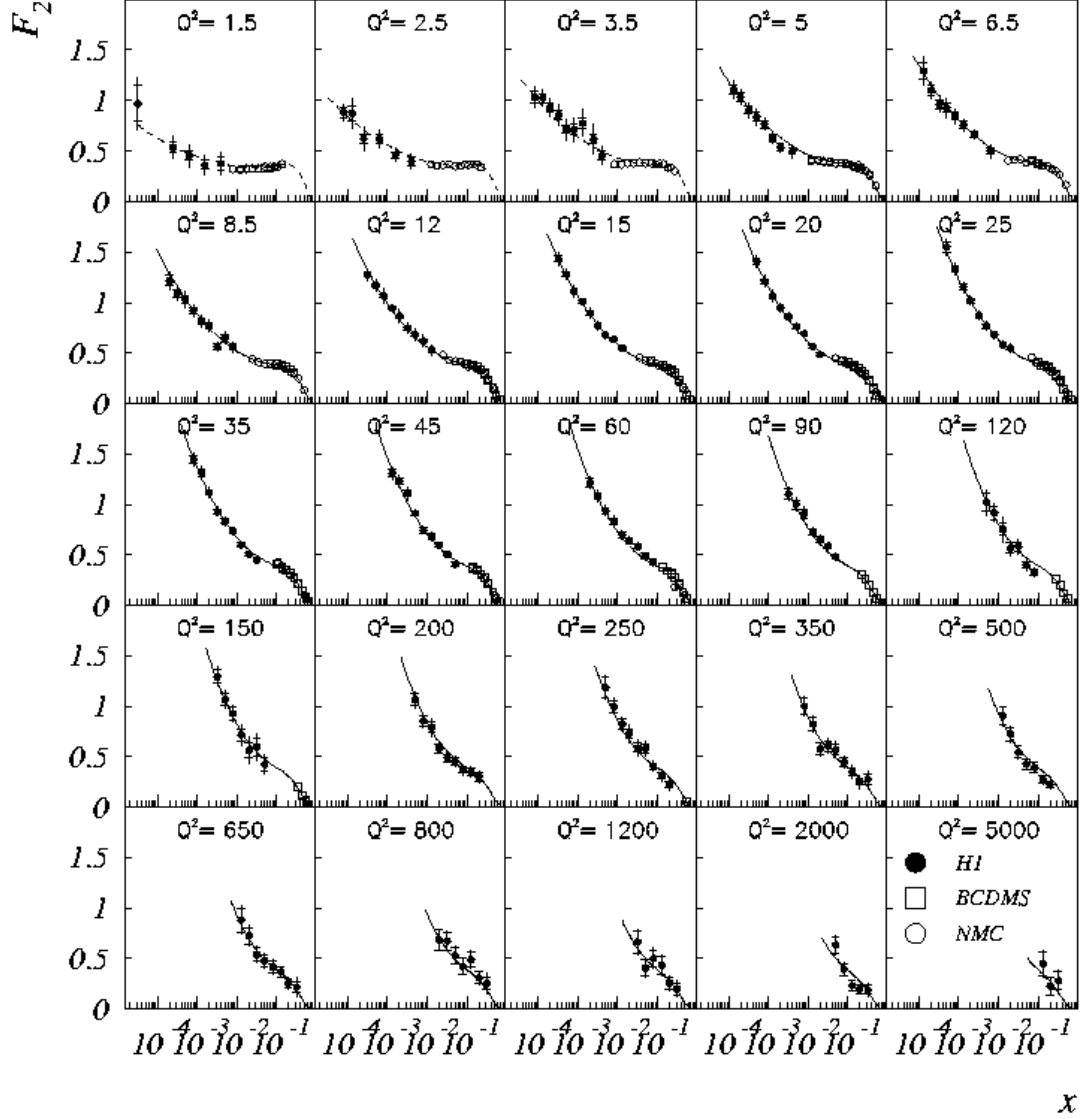 F₂
Q²= 1.5 Q²= 2.5 Q²= 3.5 Q²= 5 Q²= 6.5
1.5
1
0.5
0
Q²= 8.5 Q²= 12 Q²= 15 Q²= 20 Q²= 25
1.5
1
0.5
0
Q²= 35 Q²= 45 Q²= 60 Q²= 90 Q²= 120
1.5
1
0.5
0
Q²= 150 Q²= 200 Q²= 250 Q²= 350 Q²= 500
1.5
1
0.5
0
Q²= 650 Q²= 800 Q²= 1200 Q²= 2000 Q²= 5000
1.5
H1
1
BCDMS
NMC
0.5
0
10⁻⁴ 10⁻³ 10⁻² 10⁻¹ 10⁻⁴ 10⁻³ 10⁻² 10⁻¹ 10⁻⁴ 10⁻³ 10⁻² 10⁻¹ 10⁻⁴ 10⁻³ 10⁻² 10⁻¹ 10⁻⁴ 10⁻³ 10⁻² 10⁻¹
x